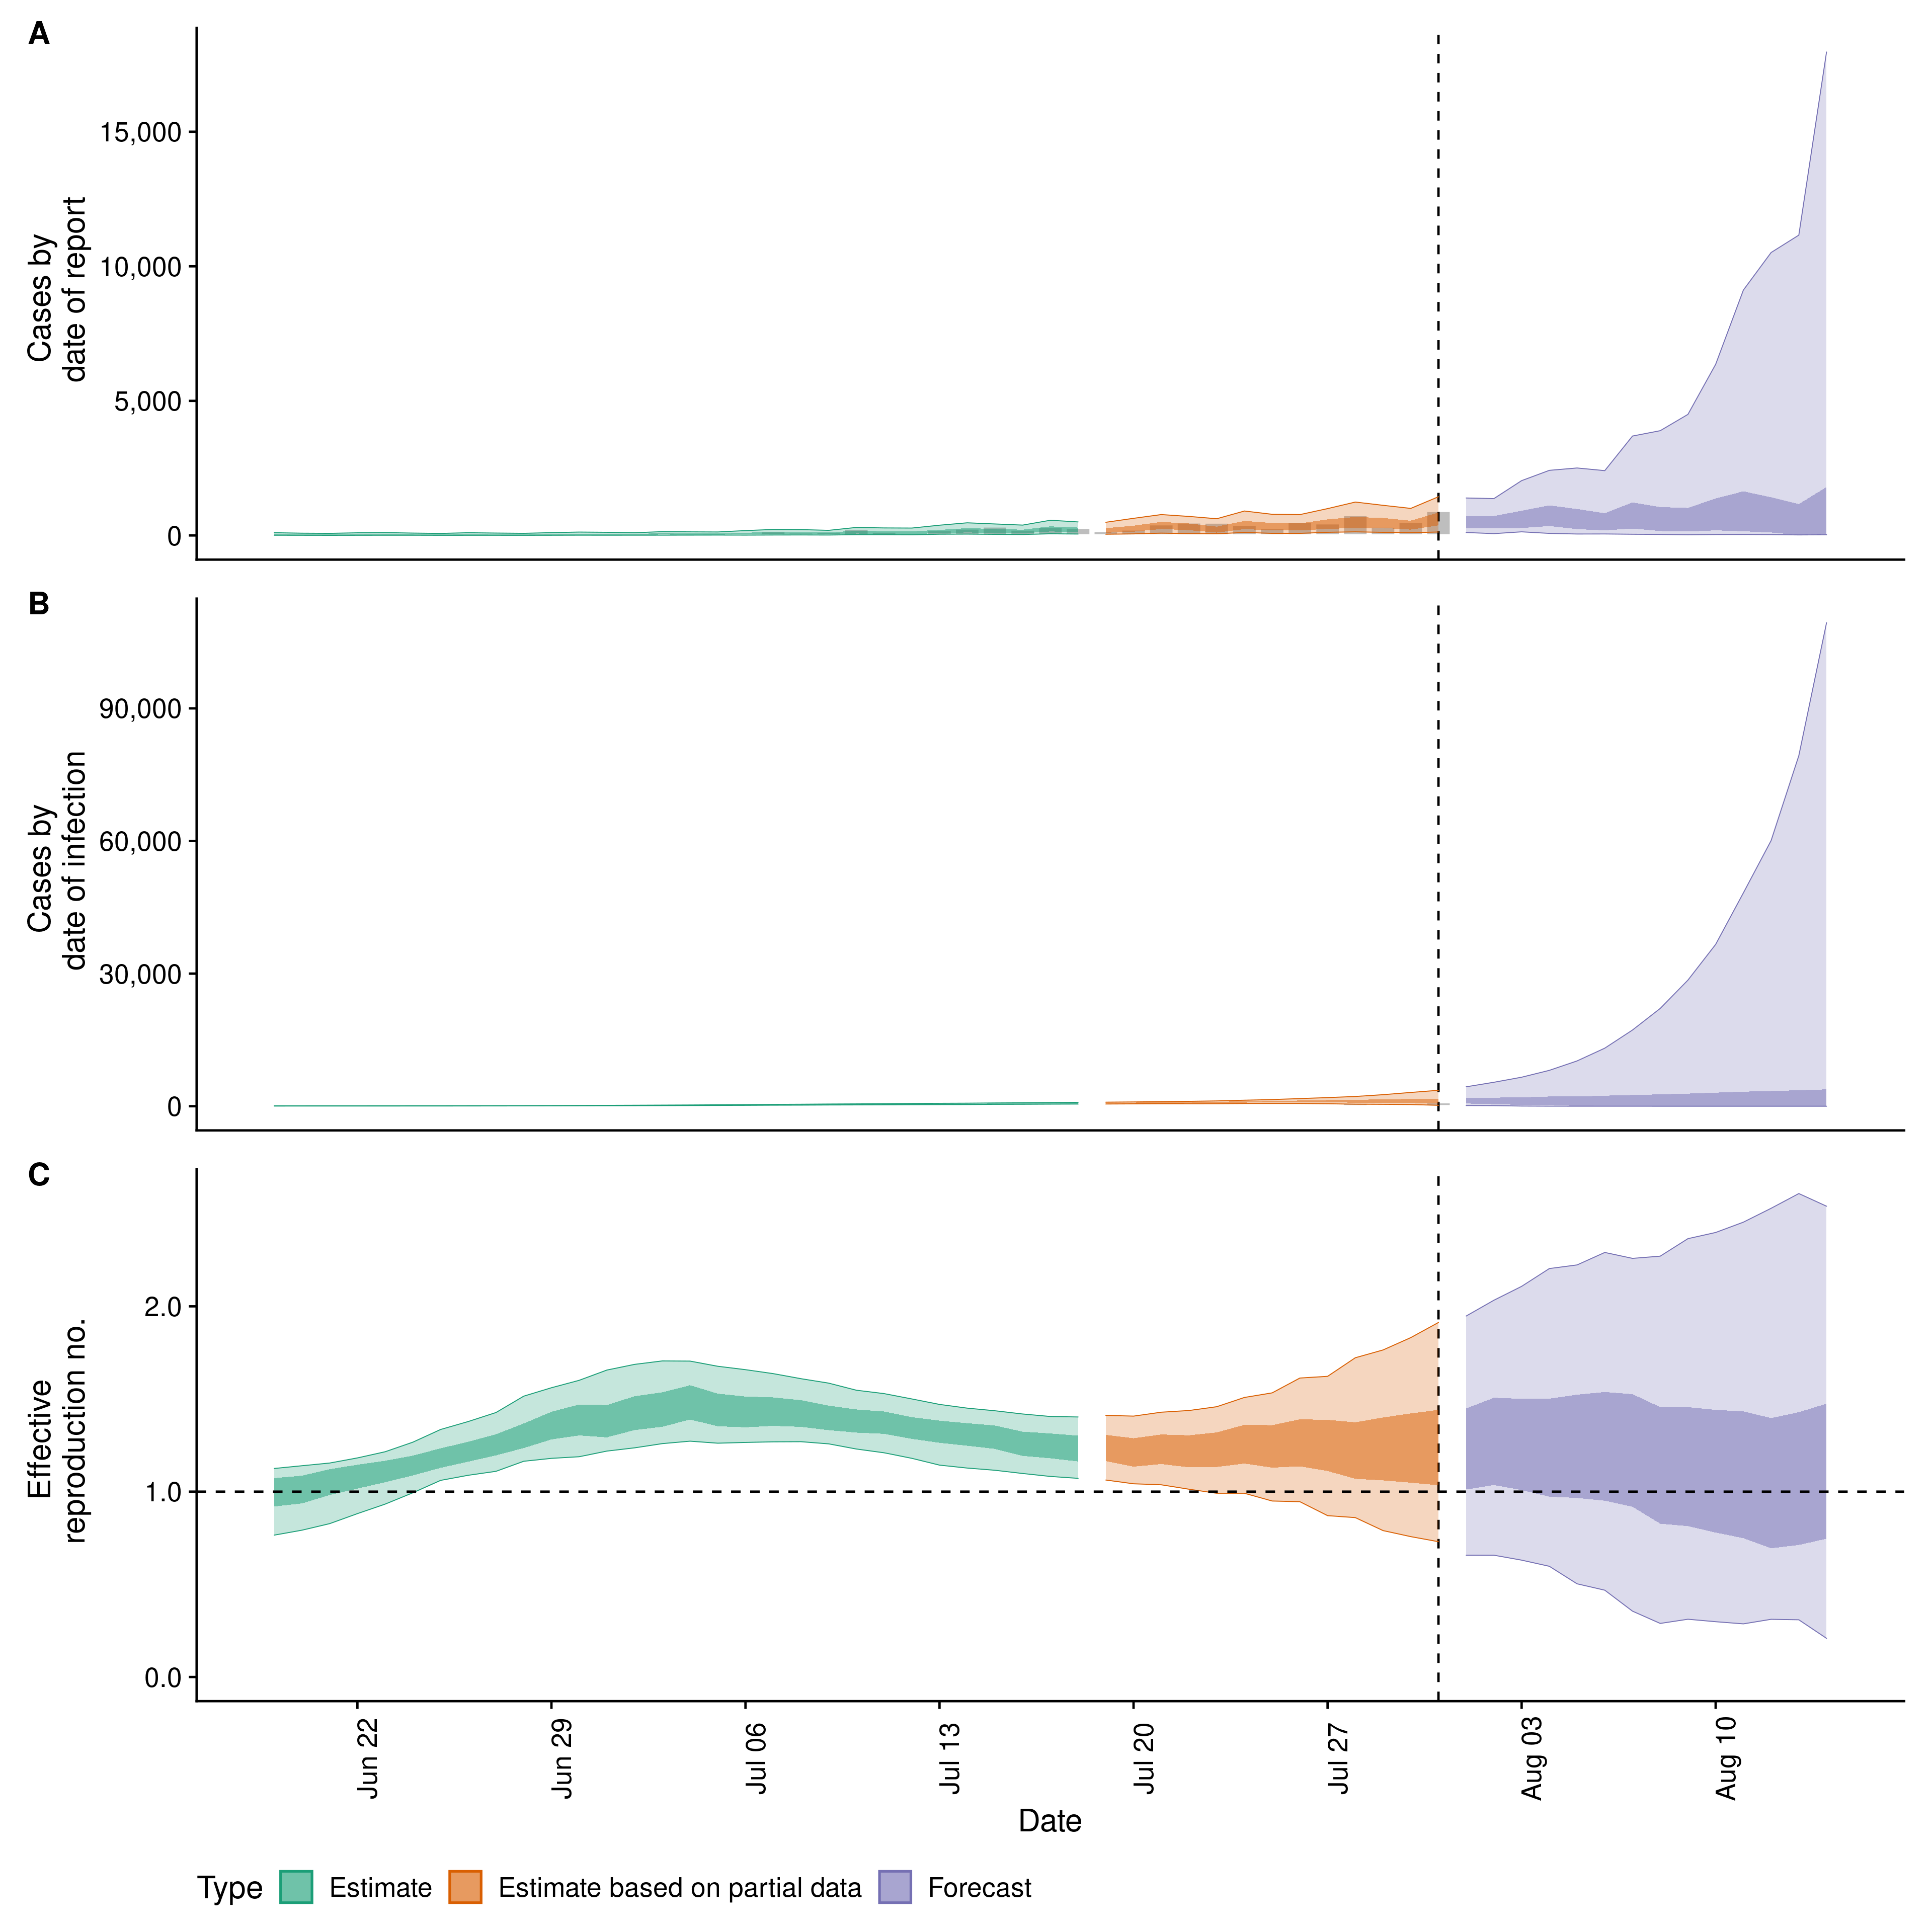 A
Cases by
date of report
15,000
10,000
5,000
0
B
Cases by
date of infection
90,000
60,000
30,000
0
C
Effective
reproduction no.
2.0
1.0
0.0
Jun 22
Jun 29
Jul 06
Jul 13
Jul 20
Jul 27
Aug 03
Aug 10
Date
Type Estimate Estimate based on partial data Forecast